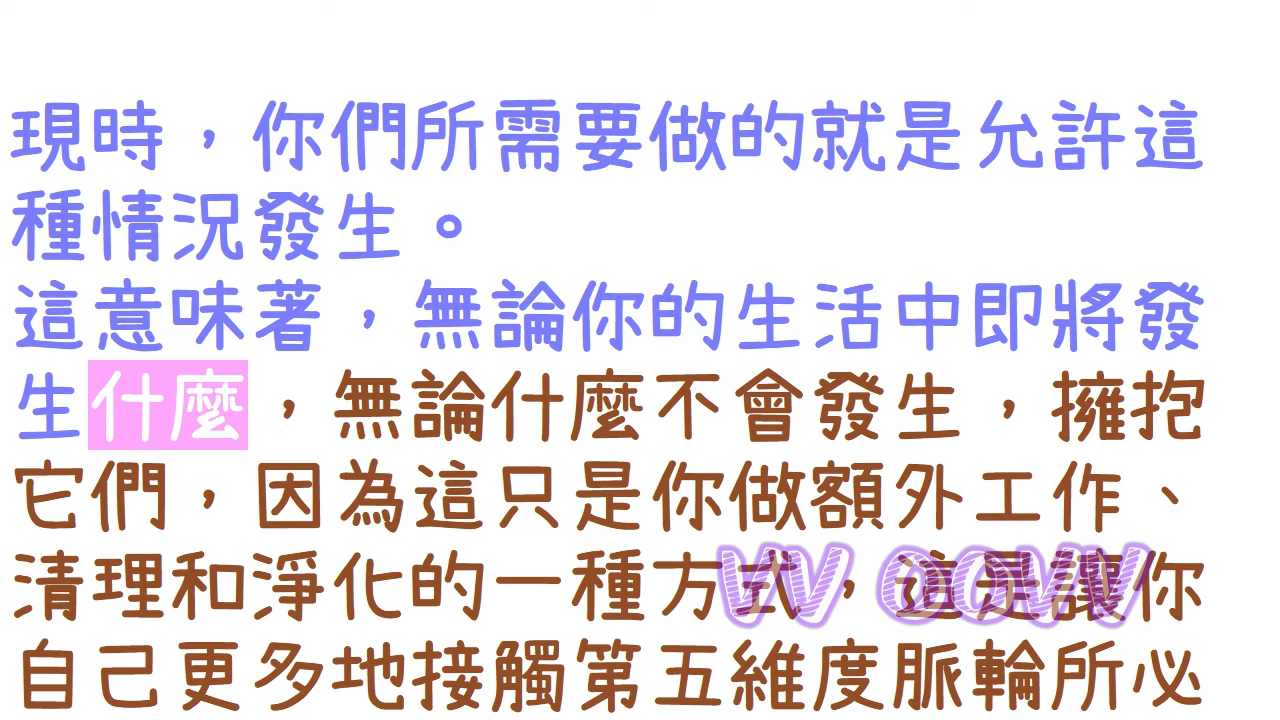 現時，你們所需要做的就是允許這
種情況發生。
這意味著，無論你的生活中即將發
生什麼，無論什麼不會發生，擁抱
它們，因為這只是你做額外工作、
清理和淨化的一種方式，這是讓你
自己更多地接觸第五維度脈輪所必